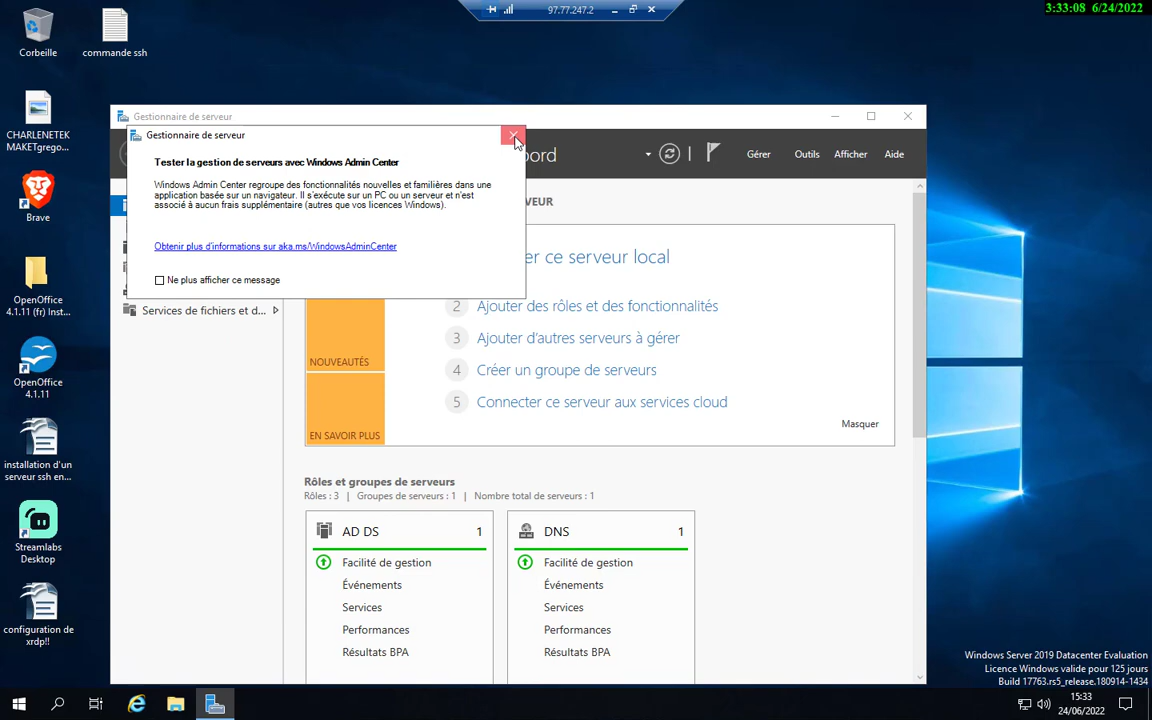 97.77.247.2
3:33:08 6/24/2022
Corbeille
commande ssh
CHARLENETEK
MAKETgrego...
Brave
OpenOffice
4.1.11 (fr) Inst...
OpenOffice
4.1.11
installation d'un
serveur ssh en...
Streamlabs
Desktop
configuration de
xrdp!!
Gestionnaire de serveur
Gestionnaire de serveur
Tester la gestion de serveurs avec Windows Admin Center
Windows Admin Center regroupe des fonctionnalités nouvelles et familières dans une
application basée sur un navigateur. Il s'exécute sur un PC ou un serveur et n'est
associé à aucun frais supplémentaire (autres que vos licences Windows).
Obtenir plus d'informations sur aka.ms/WindowsAdminCenter
Ne plus afficher ce message
ord
Gérer
Outils
Afficher
Aide
Services de fichiers et d...
VEUR
er ce serveur local
2 Ajouter des rôles et des fonctionnalités
3 Ajouter d'autres serveurs à gérer
4 Créer un groupe de serveurs
5 Connecter ce serveur aux services cloud
NOUVEAUTÉS
EN SAVOIR PLUS
Masquer
Rôles et groupes de serveurs
Rôles : 3 | Groupes de serveurs : 1 | Nombre total de serveurs : 1
AD DS 1
Facilité de gestion
Événements
Services
Performances
Résultats BPA
DNS 1
Facilité de gestion
Événements
Services
Performances
Résultats BPA
Windows Server 2019 Datacenter Evaluation
Licence Windows valide pour 125 jours
Build 17763.rs5_release.180914-1434
15:33
24/06/2022